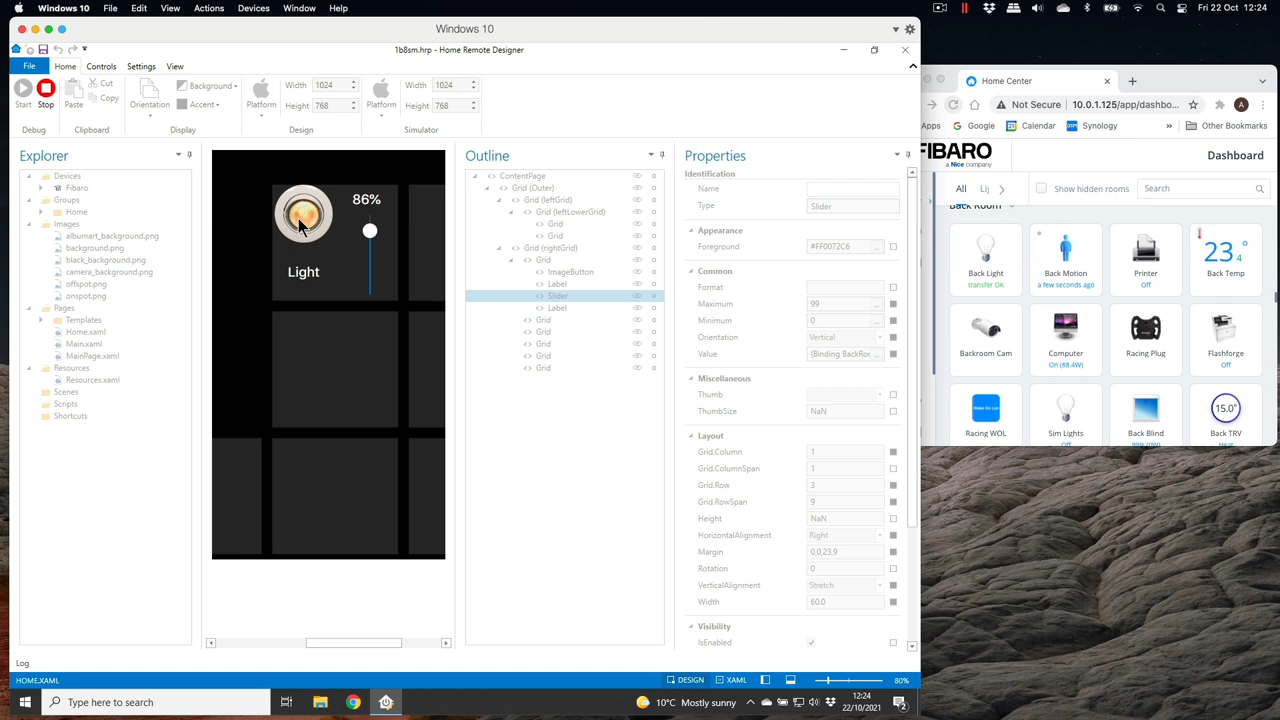 Windows 10 File Edit View Actions Devices Window Help
Fri 22 Oct 12:24
Windows 10
1b8sm.hrp - Home Remote Designer
File Home Controls Settings View
Start Stop Paste Cut Copy Orientation Background Accent Platform Width 1024 Height 768 Platform Width 1024 Height 768
Debug Clipboard Display Design Simulator
Explorer
Devices
Fibaro
Groups
Home
Images
albumart_background.png
background.png
black_background.png
camera_background.png
offspot.png
onspot.png
Pages
Templates
Home.xaml
Main.xaml
MainPage.xaml
Resources
Resources.xaml
Scenes
Scripts
Shortcuts
86%
Light
Outline
ContentPage
Grid (Outer)
Grid (leftGrid)
Grid (leftLowerGrid)
Grid
Grid
Grid (rightGrid)
Grid
ImageButton
Label
Slider
Label
Grid
Grid
Grid
Grid
Grid
Properties
Identification
Name
Type Slider
Appearance
Foreground #FF0072C6 ...
Common
Format
Maximum 99 ...
Minimum 0 ...
Orientation Vertical
Value {Binding BackRo ...
Miscellaneous
Thumb
ThumbSize NaN
Layout
Grid.Column 1
Grid.ColumnSpan 1
Grid.Row 3
Grid.RowSpan 9
Height NaN
HorizontalAlignment Right
Margin 0,0,23,9
Rotation 0
VerticalAlignment Stretch
Width 60.0
Visibility
IsEnabled
Log
HOME.XAML DESIGN XAML 80%
Type here to search
10°C Mostly sunny
12:24
22/10/2021
2
Home Center
Not Secure 10.0.1.125/app/dashbo...
A
Apps Google Calendar Synology » Other Bookmarks
FIBARO
a Nice company
Dashboard
All Show hidden rooms Search
Back Room
Back Light
transfer OK
Back Motion
a few seconds ago
Printer
Off
23°4
Back Temp
Backroom Cam
Computer
On (88.4W)
Racing Plug
Flashforge
Off
Racing WOL
Sim Lights
Back Blind
15.0°
Back TRV